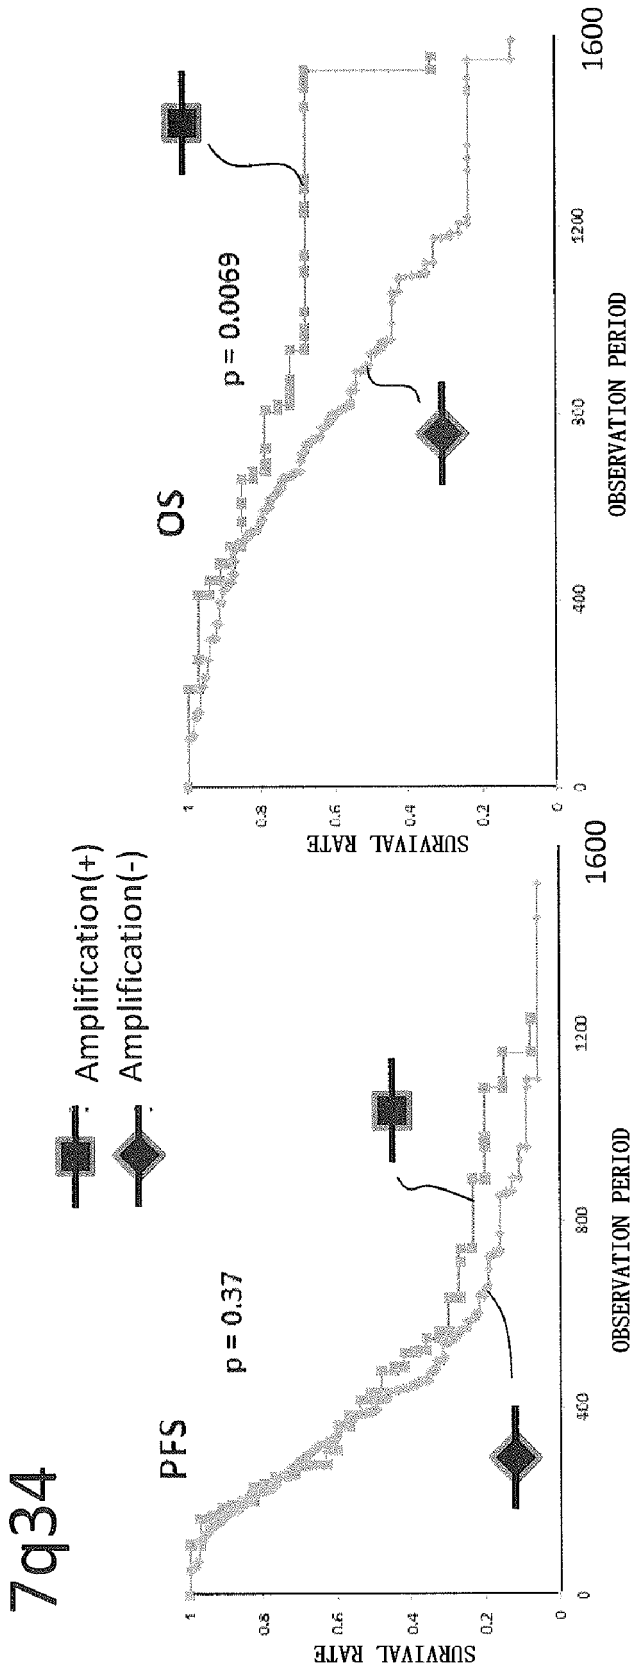 7q34
Amplification(+)
Amplification(-)
PFS
p = 0.37
SURVIVAL RATE
1
0.8
0.6
0.4
0.2
0
0
400
800
1200
1600
OBSERVATION PERIOD
OS
p = 0.0069
SURVIVAL RATE
1
0.8
0.6
0.4
0.2
0
0
400
800
1200
1600
OBSERVATION PERIOD